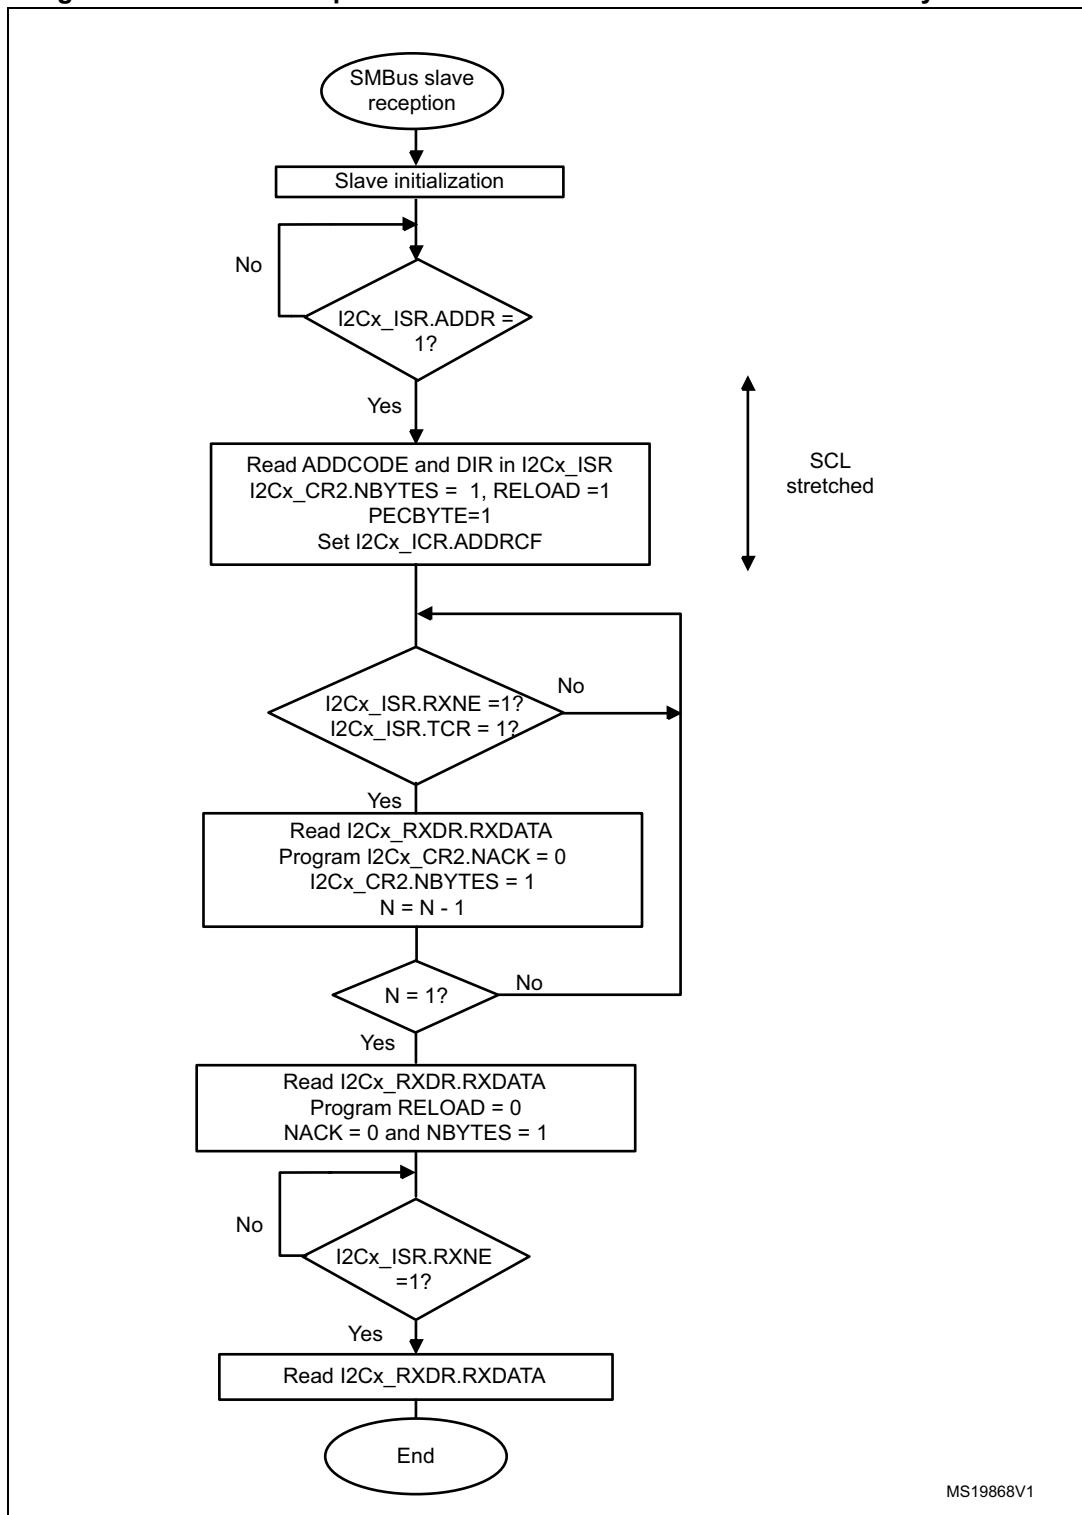 SMBus slave
reception
Slave initialization
No
I2Cx_ISR.ADDR =
1?
Yes
Read ADDCODE and DIR in I2Cx_ISR
I2Cx_CR2.NBYTES = 1, RELOAD =1
PECBYTE=1
Set I2Cx_ICR.ADDRCF
SCL
stretched
I2Cx_ISR.RXNE =1?
I2Cx_ISR.TCR = 1?
No
Yes
Read I2Cx_RXDR.RXDATA
Program I2Cx_CR2.NACK = 0
I2Cx_CR2.NBYTES = 1
N = N - 1
N = 1?
No
Yes
Read I2Cx_RXDR.RXDATA
Program RELOAD = 0
NACK = 0 and NBYTES = 1
No
I2Cx_ISR.RXNE
=1?
Yes
Read I2Cx_RXDR.RXDATA
End
MS19868V1